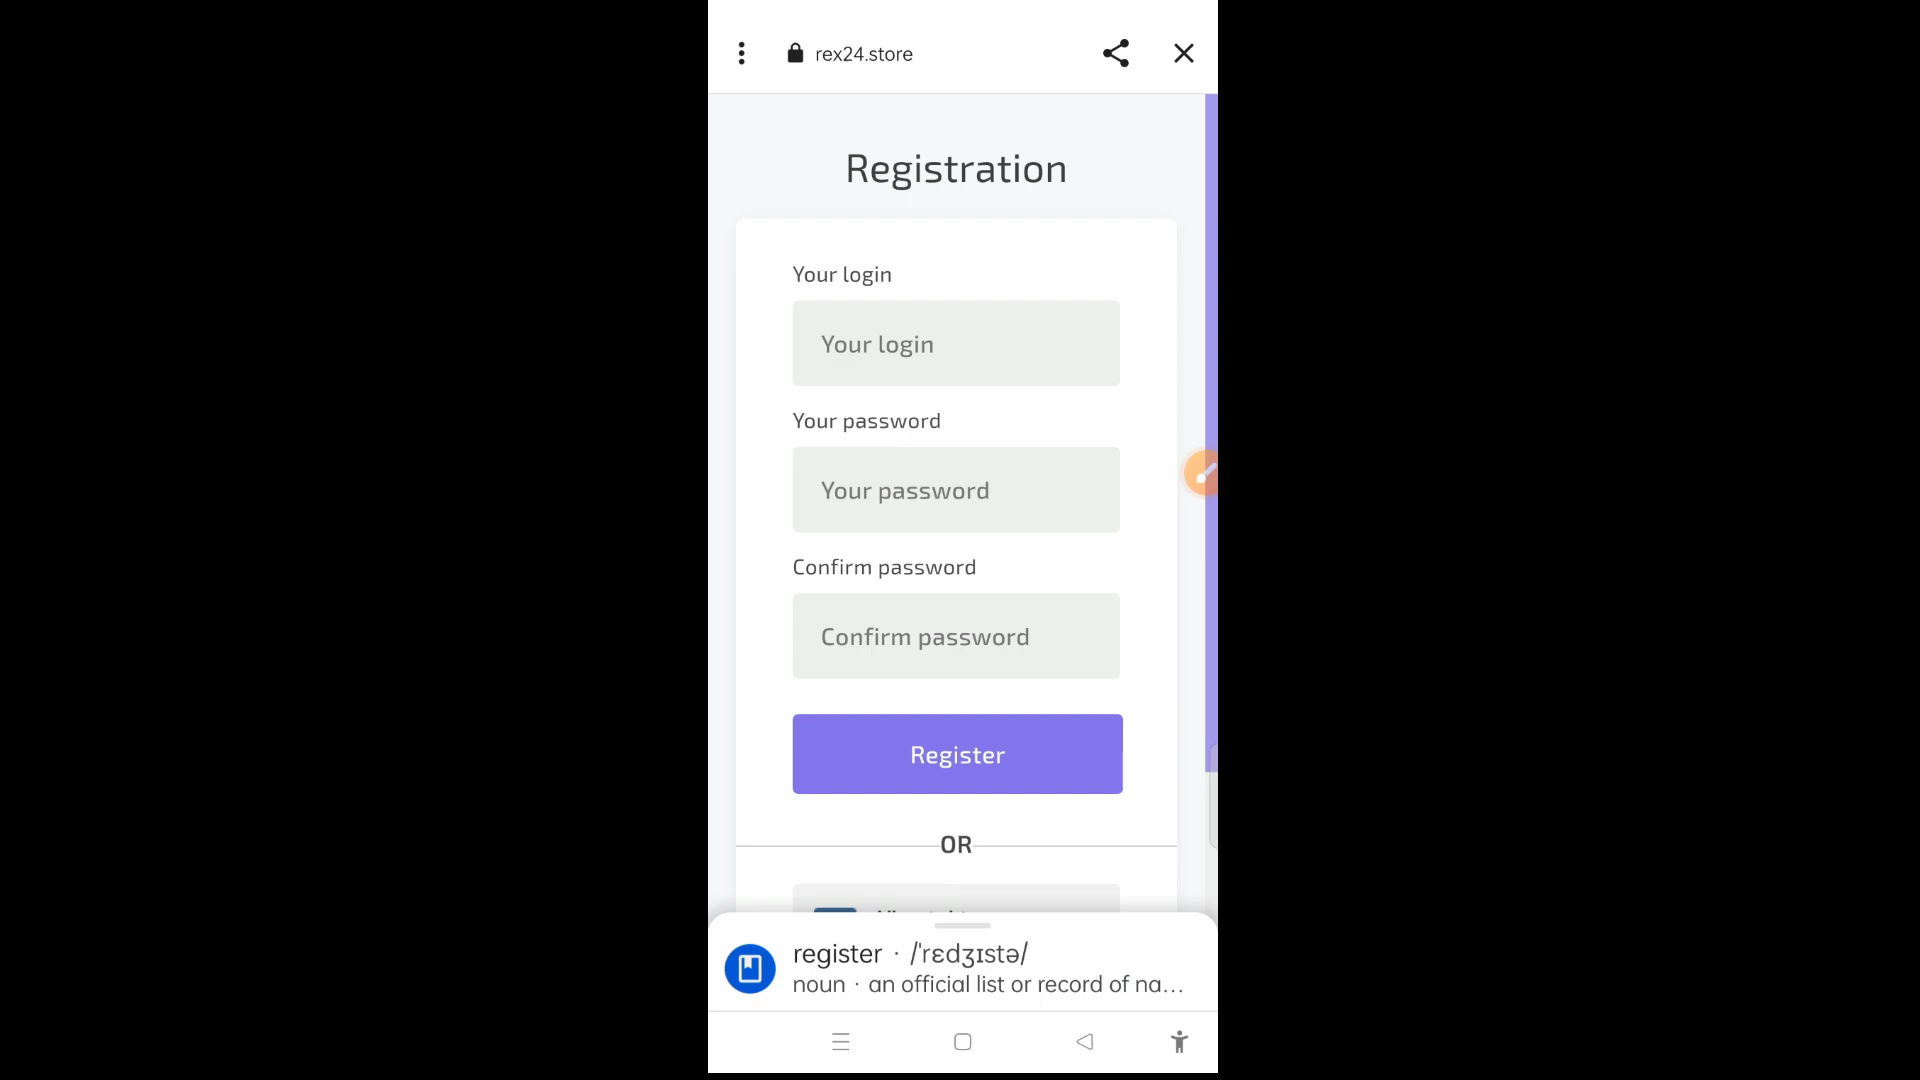 rex24.store
Registration
Your login
Your login
Your password
Your password
Confirm password
Confirm password
Register
OR
register · /ˈrɛdʒɪstə/
noun · an official list or record of na...